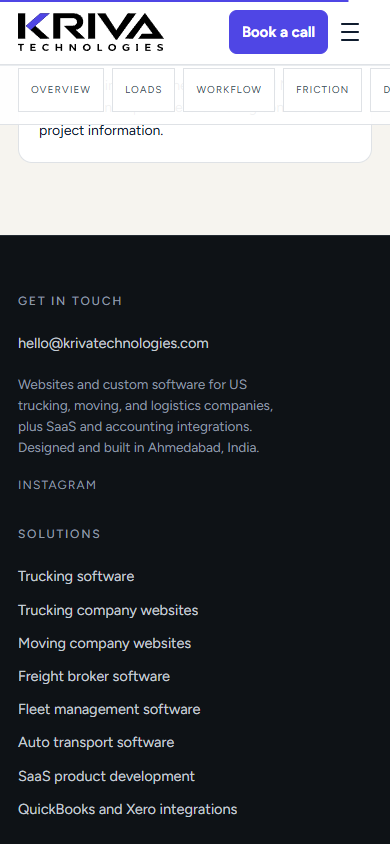 KRIVA
TECHNOLOGIES
Book a call
OVERVIEW
LOADS
WORKFLOW
FRICTION
project information.
GET IN TOUCH
hello@krivatechnologies.com
Websites and custom software for US
trucking, moving, and logistics companies,
plus SaaS and accounting integrations.
Designed and built in Ahmedabad, India.
INSTAGRAM
SOLUTIONS
Trucking software
Trucking company websites
Moving company websites
Freight broker software
Fleet management software
Auto transport software
SaaS product development
QuickBooks and Xero integrations